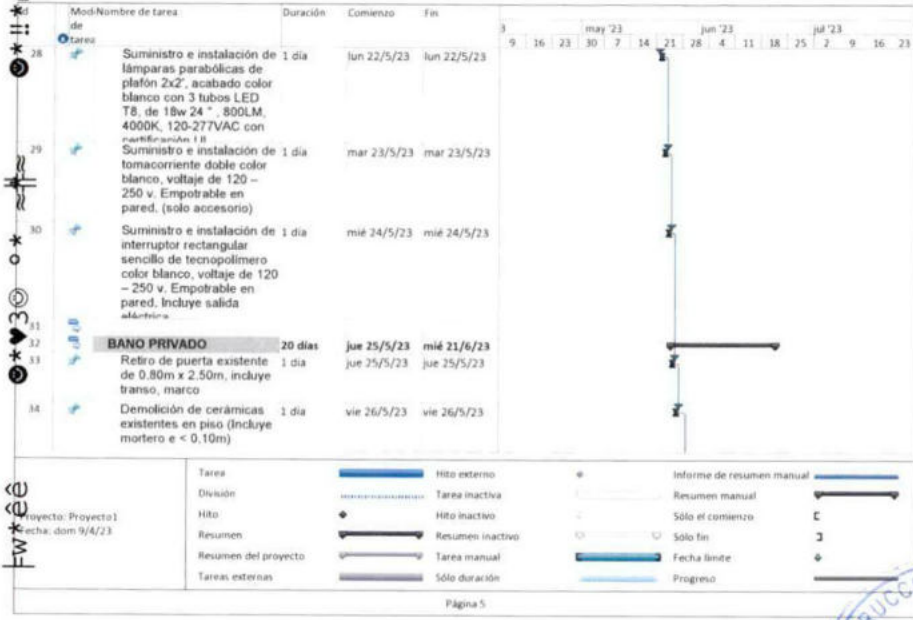 Id Modo Nombre de tarea Duración Comienzo Fin
de
tarea
3 may '23 jun '23 jul '23
9 16 23 30 7 14 21 28 4 11 18 25 2 9 16 23
28 Suministro e instalación de 1 día lun 22/5/23 lun 22/5/23
lámparas parabólicas de
plafón 2x2', acabado color
blanco con 3 tubos LED
T8, de 18w 24 " , 800LM,
4000K, 120-277VAC con
certificación UL
29 Suministro e instalación de 1 día mar 23/5/23 mar 23/5/23
tomacorriente doble color
blanco, voltaje de 120 –
250 v. Empotrable en
pared, (solo accesorio)
30 Suministro e instalación de 1 día mié 24/5/23 mié 24/5/23
interruptor rectangular
sencillo de tecnopolímero
color blanco, voltaje de 120
– 250 v. Empotrable en
pared, Incluye salida
eléctrica
31
32 BANO PRIVADO 20 días jue 25/5/23 mié 21/6/23
33 Retiro de puerta existente 1 día jue 25/5/23 jue 25/5/23
de 0,80m x 2,50m, incluye
transo, marco
34 Demolición de cerámicas 1 día vie 26/5/23 vie 26/5/23
existentes en piso (Incluye
mortero e < 0,10m)
Proyecto: Proyecto1
Fecha: dom 9/4/23
Tarea Hito externo Informe de resumen manual
División Tarea inactiva Resumen manual
Hito Hito inactivo Sólo el comienzo
Resumen Resumen inactivo Sólo fin
Resumen del proyecto Tarea manual Fecha límite
Tareas externas Sólo duración Progreso
Página 5